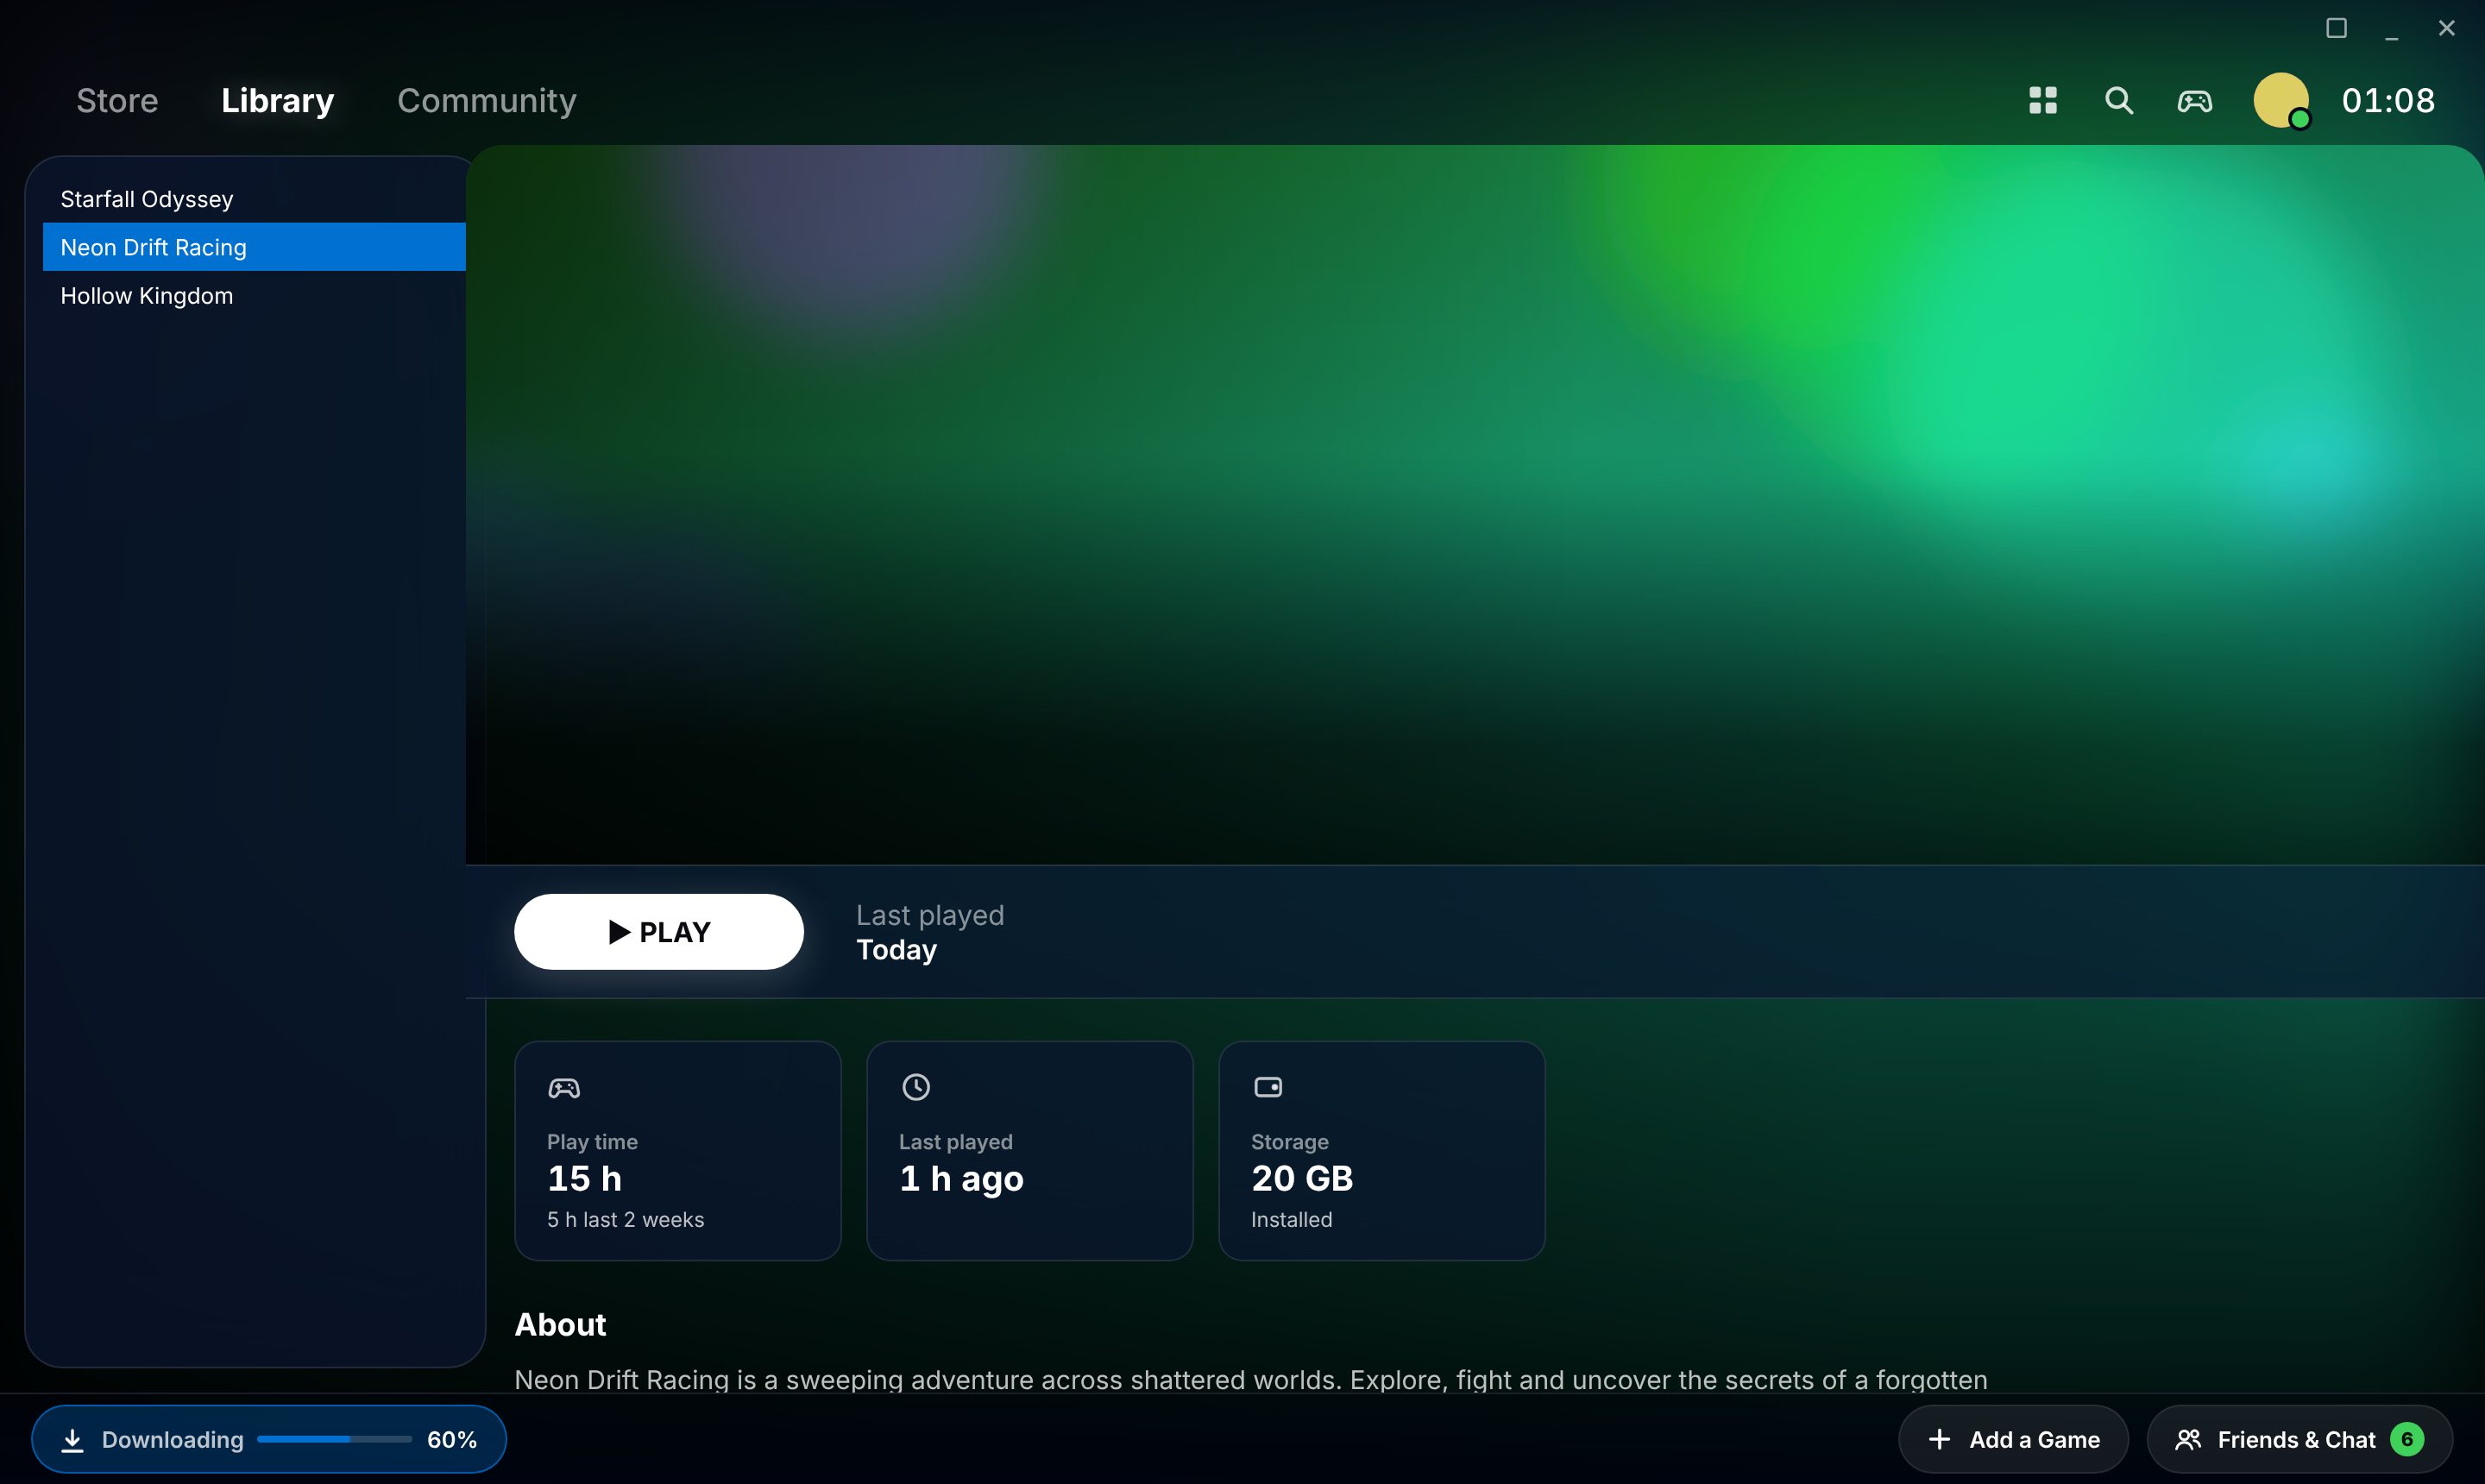 Store Library Community 01:08
Starfall Odyssey
Neon Drift Racing
Hollow Kingdom
PLAY
Last played
Today
Play time
15 h
5 h last 2 weeks
Last played
1 h ago
Storage
20 GB
Installed
About
Neon Drift Racing is a sweeping adventure across shattered worlds. Explore, fight and uncover the secrets of a forgotten
Downloading 60%
Add a Game
Friends & Chat 6